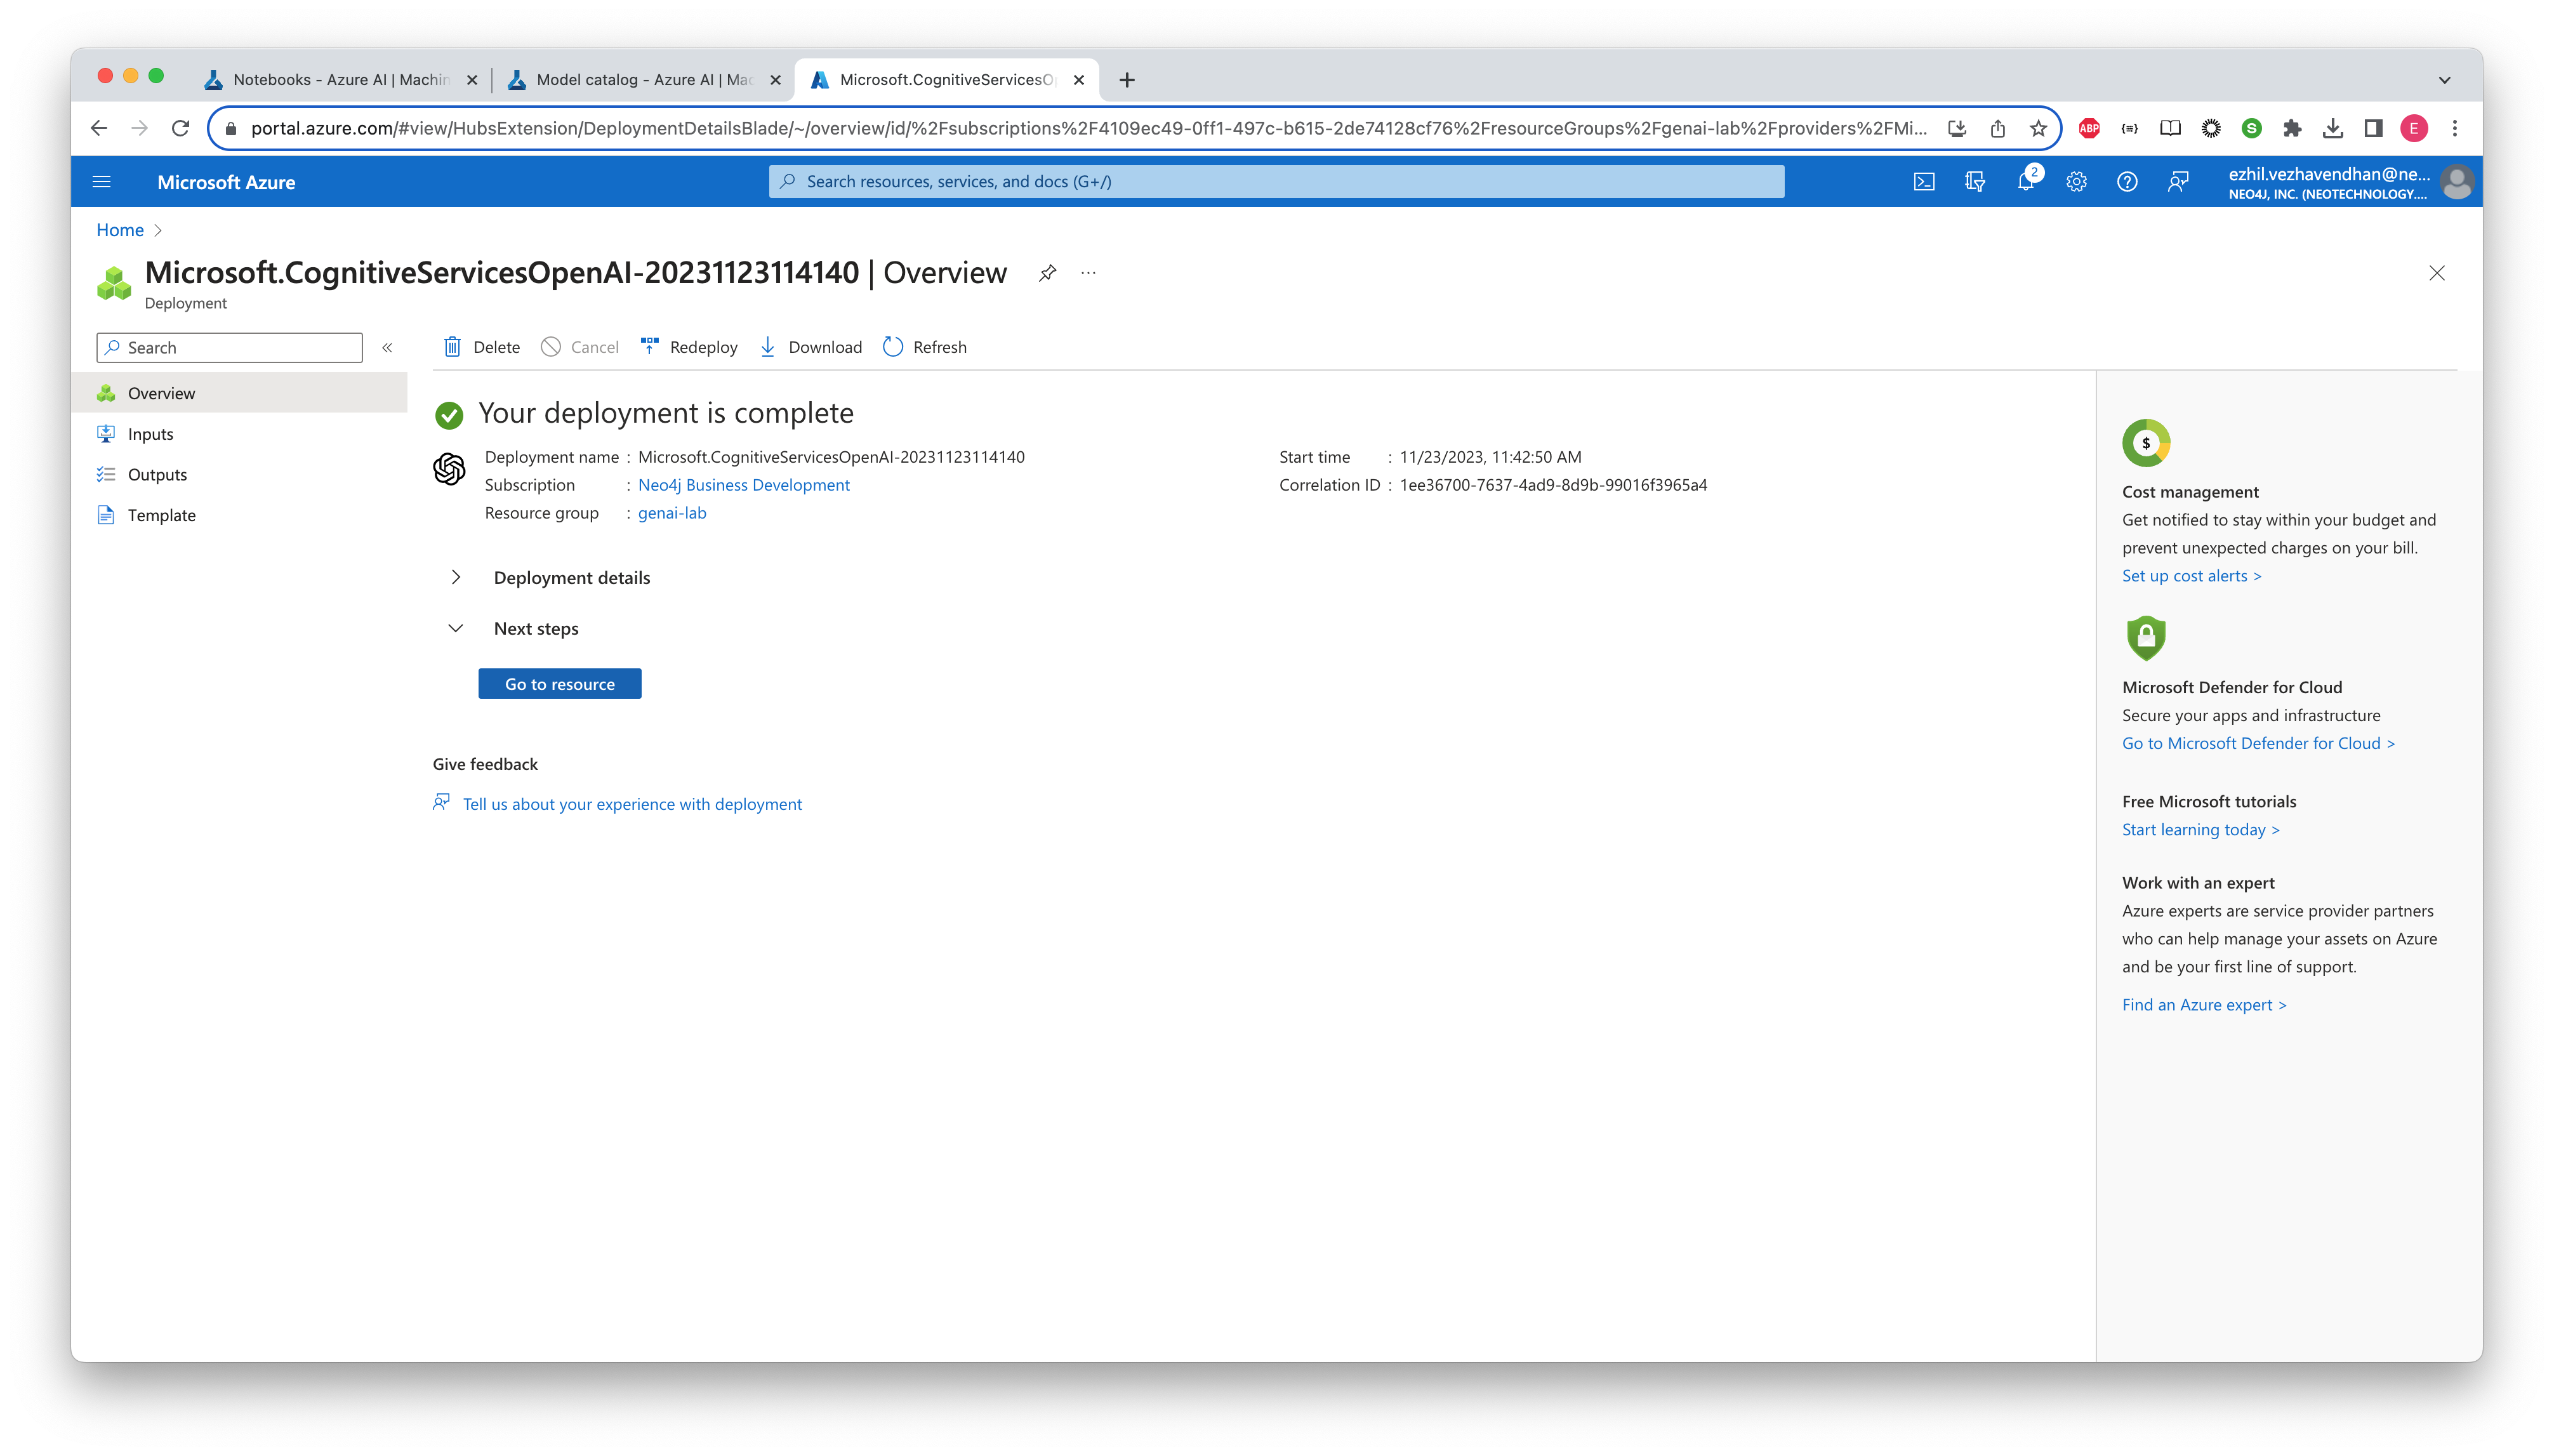 Notebooks - Azure AI | Machin
Model catalog - Azure AI | Mac
Microsoft.CognitiveServicesO
portal.azure.com/#view/HubsExtension/DeploymentDetailsBlade/~/overview/id/%2Fsubscriptions%2F4109ec49-0ff1-497c-b615-2de74128cf76%2FresourceGroups%2Fgenai-lab%2Fproviders%2FMi...
ABP
S
E
Microsoft Azure
Search resources, services, and docs (G+/)
2
ezhil.vezhavendhan@ne...
NEO4J, INC. (NEOTECHNOLOGY....
Home >
Microsoft.CognitiveServicesOpenAI-20231123114140 | Overview
Deployment
Search
Delete
Cancel
Redeploy
Download
Refresh
Overview
Inputs
Outputs
Template
Your deployment is complete
Deployment name : Microsoft.CognitiveServicesOpenAI-20231123114140
Subscription : Neo4j Business Development
Resource group : genai-lab
Start time : 11/23/2023, 11:42:50 AM
Correlation ID : 1ee36700-7637-4ad9-8d9b-99016f3965a4
Deployment details
Next steps
Go to resource
Give feedback
Tell us about your experience with deployment
$
Cost management
Get notified to stay within your budget and
prevent unexpected charges on your bill.
Set up cost alerts >
Microsoft Defender for Cloud
Secure your apps and infrastructure
Go to Microsoft Defender for Cloud >
Free Microsoft tutorials
Start learning today >
Work with an expert
Azure experts are service provider partners
who can help manage your assets on Azure
and be your first line of support.
Find an Azure expert >